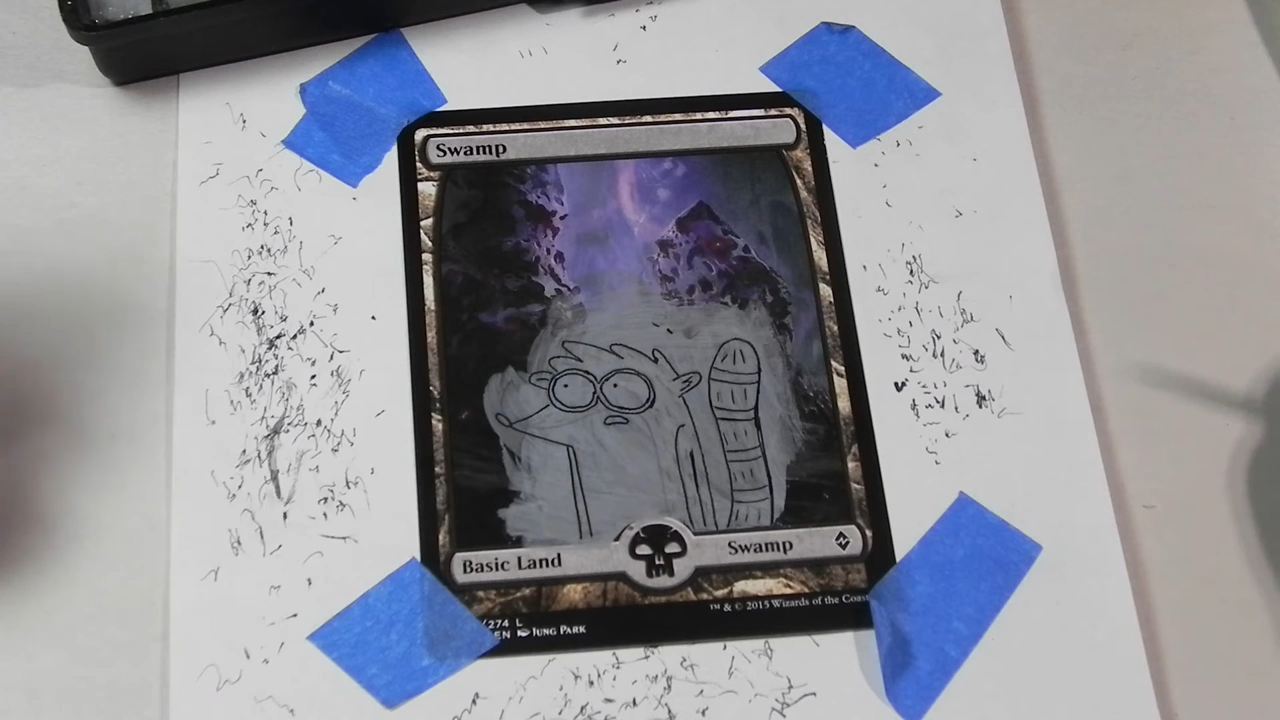 Swamp
Basic Land
Swamp
™ & © 2015 Wizards of the Coast
/274 L
EN JUNG PARK